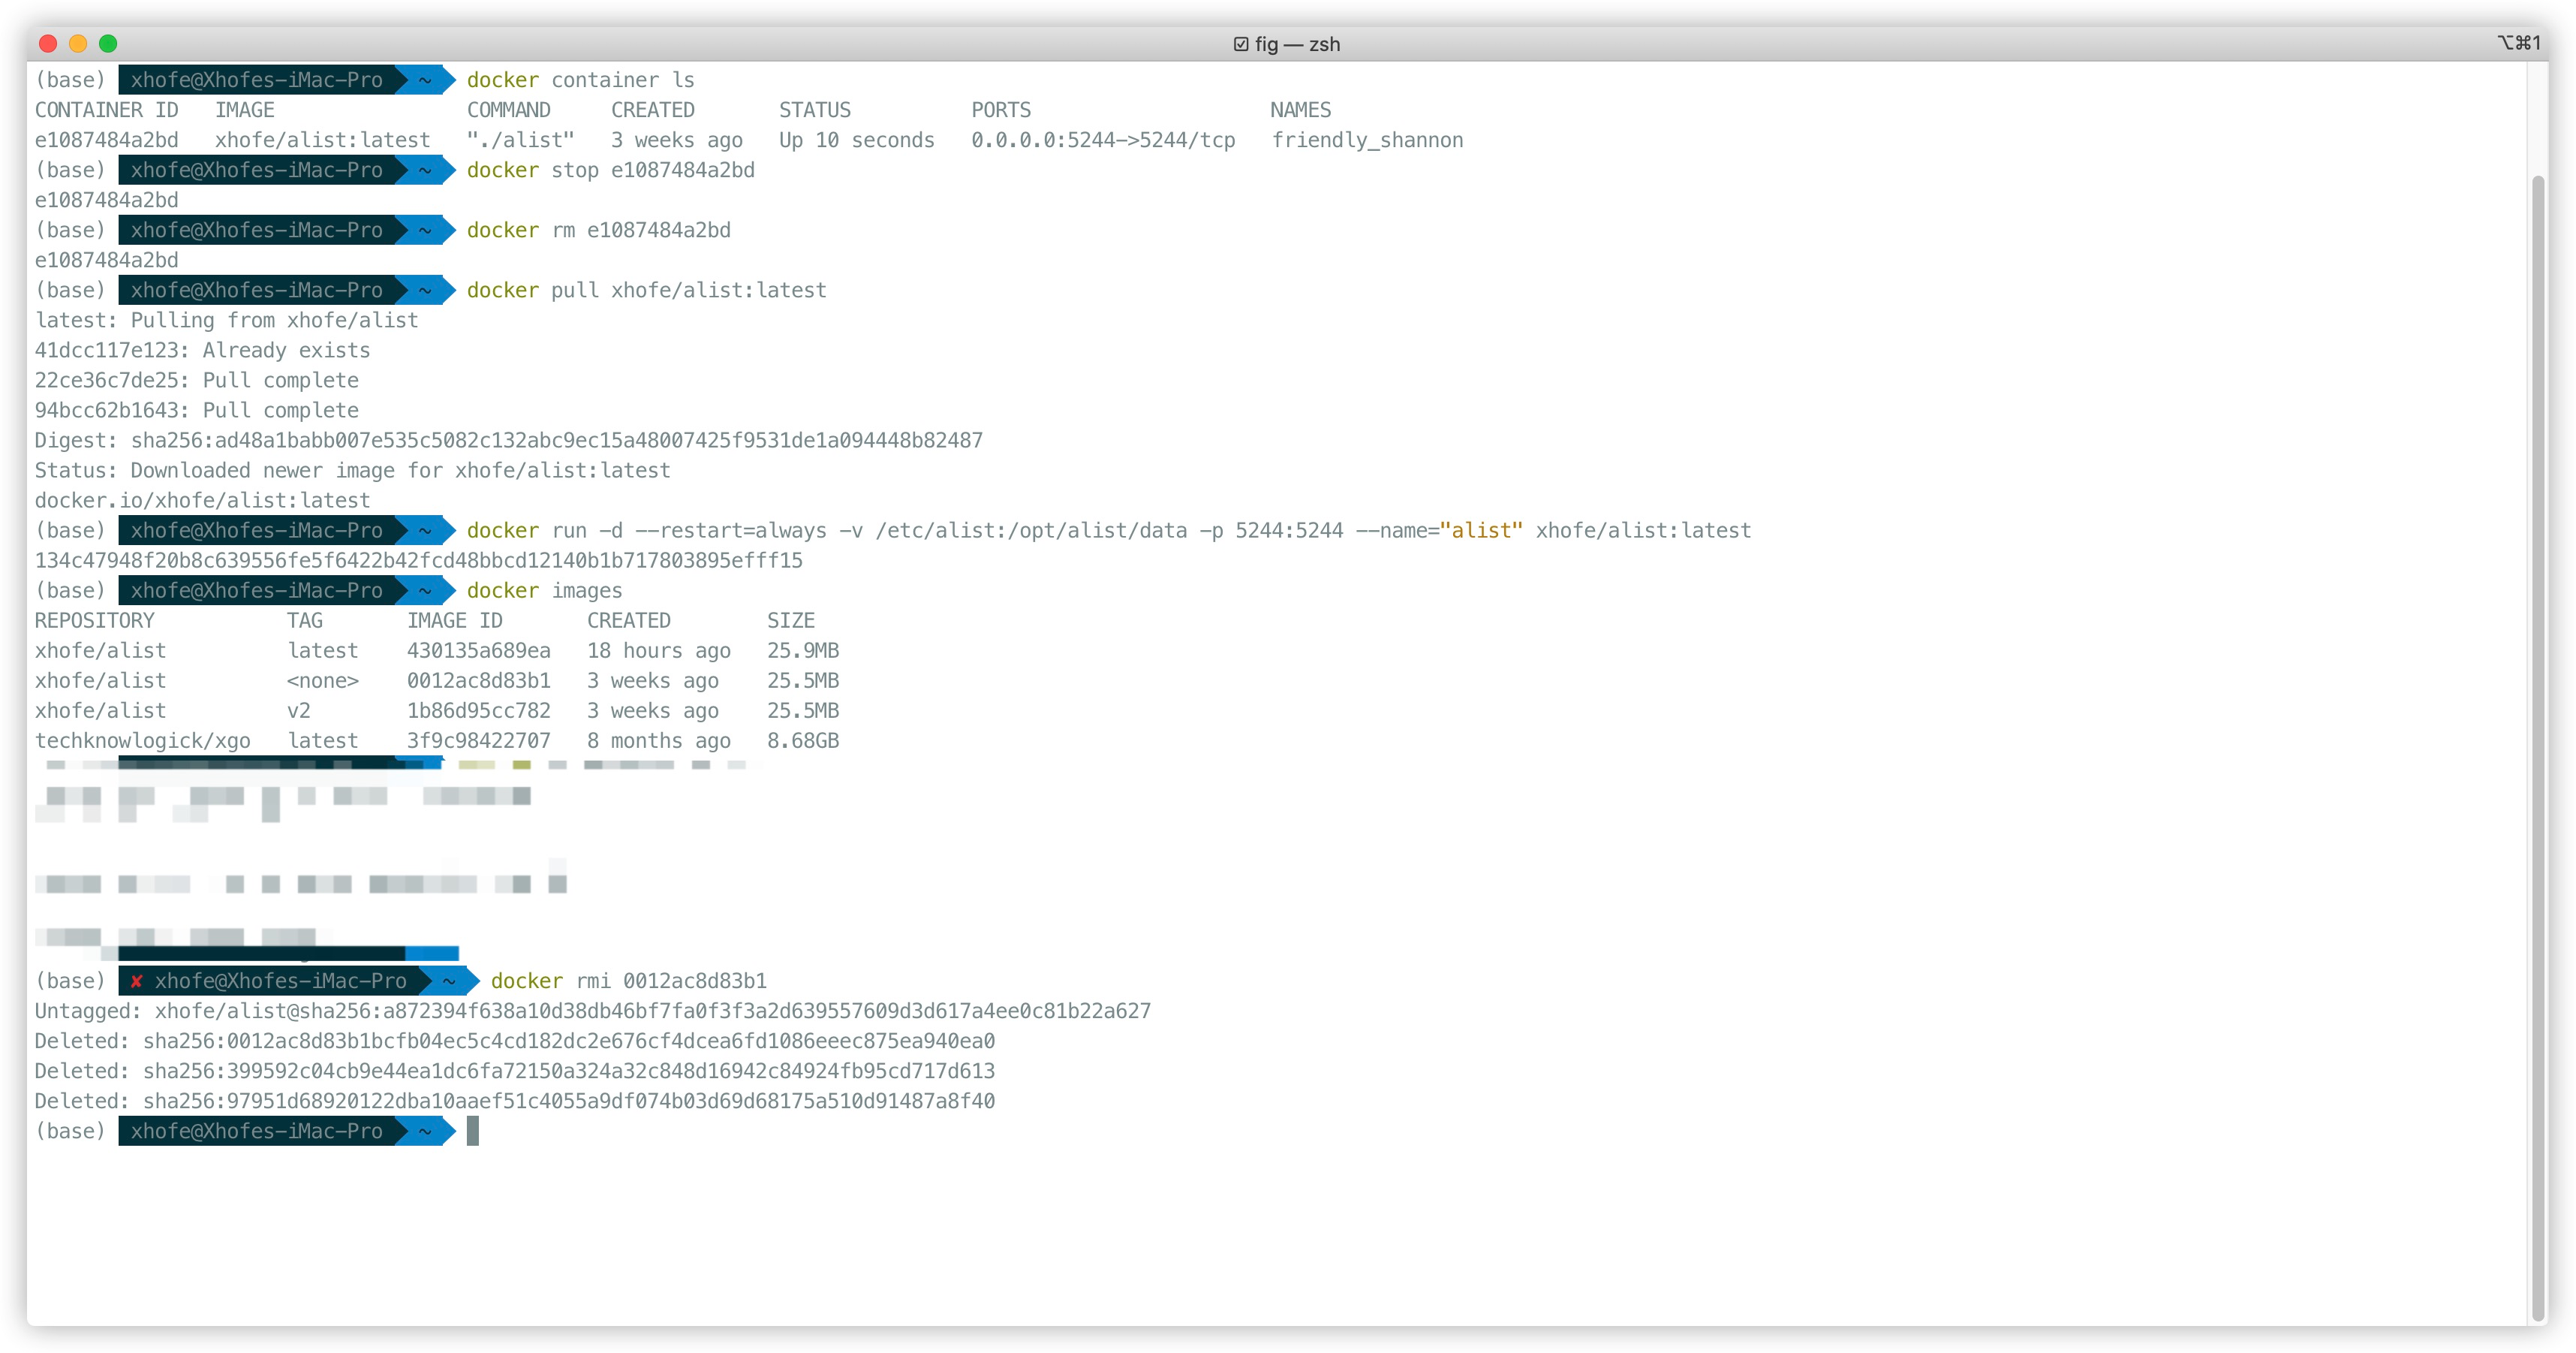 fig — zsh
⌥⌘1
(base) xhofe@Xhofes-iMac-Pro ~ docker container ls
CONTAINER ID IMAGE COMMAND CREATED STATUS PORTS NAMES
e1087484a2bd xhofe/alist:latest "./alist" 3 weeks ago Up 10 seconds 0.0.0.0:5244->5244/tcp friendly_shannon
(base) xhofe@Xhofes-iMac-Pro ~ docker stop e1087484a2bd
e1087484a2bd
(base) xhofe@Xhofes-iMac-Pro ~ docker rm e1087484a2bd
e1087484a2bd
(base) xhofe@Xhofes-iMac-Pro ~ docker pull xhofe/alist:latest
latest: Pulling from xhofe/alist
41dcc117e123: Already exists
22ce36c7de25: Pull complete
94bcc62b1643: Pull complete
Digest: sha256:ad48a1babb007e535c5082c132abc9ec15a48007425f9531de1a094448b82487
Status: Downloaded newer image for xhofe/alist:latest
docker.io/xhofe/alist:latest
(base) xhofe@Xhofes-iMac-Pro ~ docker run -d --restart=always -v /etc/alist:/opt/alist/data -p 5244:5244 --name="alist" xhofe/alist:latest
134c47948f20b8c639556fe5f6422b42fcd48bbcd12140b1b717803895efff15
(base) xhofe@Xhofes-iMac-Pro ~ docker images
REPOSITORY TAG IMAGE ID CREATED SIZE
xhofe/alist latest 430135a689ea 18 hours ago 25.9MB
xhofe/alist <none> 0012ac8d83b1 3 weeks ago 25.5MB
xhofe/alist v2 1b86d95cc782 3 weeks ago 25.5MB
techknowlogick/xgo latest 3f9c98422707 8 months ago 8.68GB
(base) ✘ xhofe@Xhofes-iMac-Pro ~ docker rmi 0012ac8d83b1
Untagged: xhofe/alist@sha256:a872394f638a10d38db46bf7fa0f3f3a2d639557609d3d617a4ee0c81b22a627
Deleted: sha256:0012ac8d83b1bcfb04ec5c4cd182dc2e676cf4dcea6fd1086eeec875ea940ea0
Deleted: sha256:399592c04cb9e44ea1dc6fa72150a324a32c848d16942c84924fb95cd717d613
Deleted: sha256:97951d68920122dba10aaef51c4055a9df074b03d69d68175a510d91487a8f40
(base) xhofe@Xhofes-iMac-Pro ~